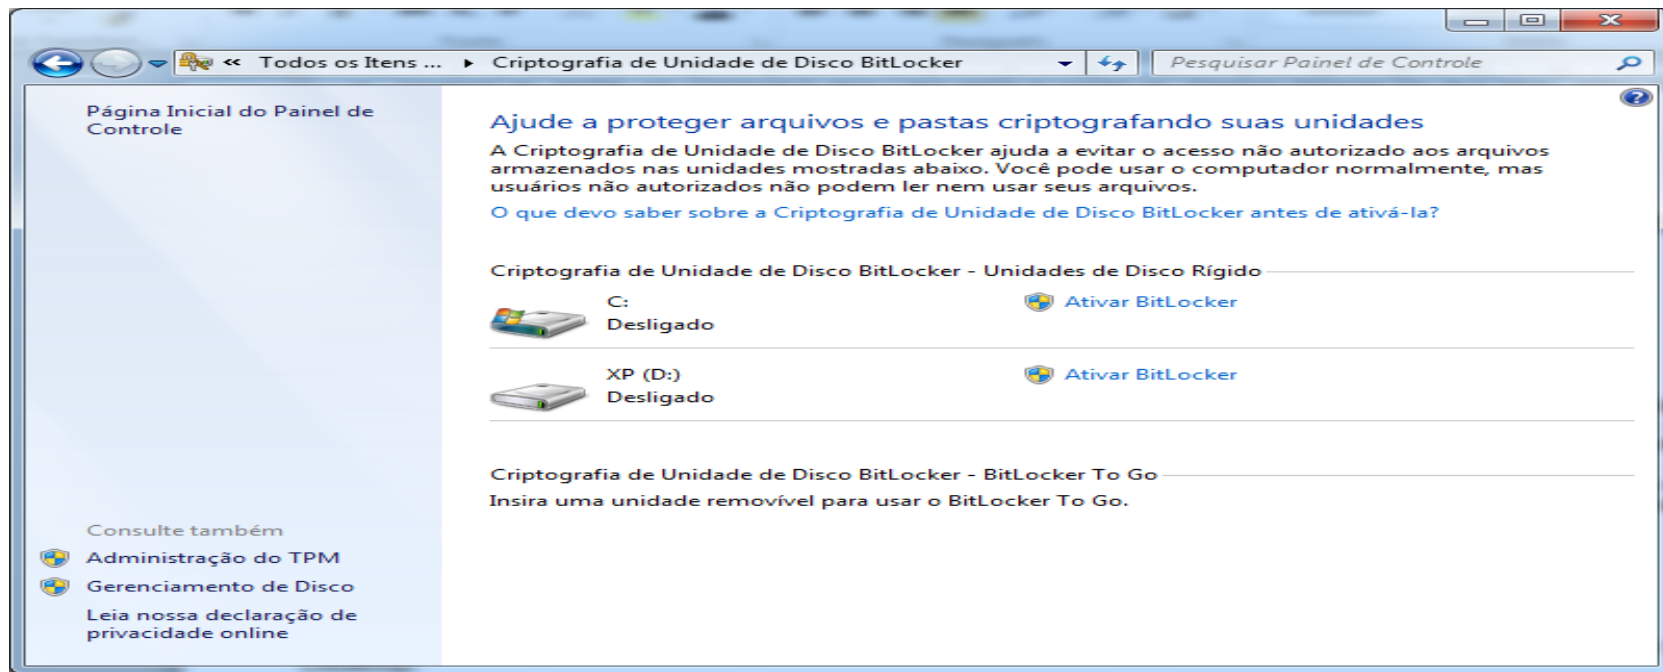 « Todos os Itens ... ▸ Criptografia de Unidade de Disco BitLocker
Pesquisar Painel de Controle
Página Inicial do Painel de
Controle
Ajude a proteger arquivos e pastas criptografando suas unidades
A Criptografia de Unidade de Disco BitLocker ajuda a evitar o acesso não autorizado aos arquivos
armazenados nas unidades mostradas abaixo. Você pode usar o computador normalmente, mas
usuários não autorizados não podem ler nem usar seus arquivos.
O que devo saber sobre a Criptografia de Unidade de Disco BitLocker antes de ativá-la?
Criptografia de Unidade de Disco BitLocker - Unidades de Disco Rígido
C:
Desligado
Ativar BitLocker
XP (D:)
Desligado
Ativar BitLocker
Criptografia de Unidade de Disco BitLocker - BitLocker To Go
Insira uma unidade removível para usar o BitLocker To Go.
Consulte também
Administração do TPM
Gerenciamento de Disco
Leia nossa declaração de
privacidade online